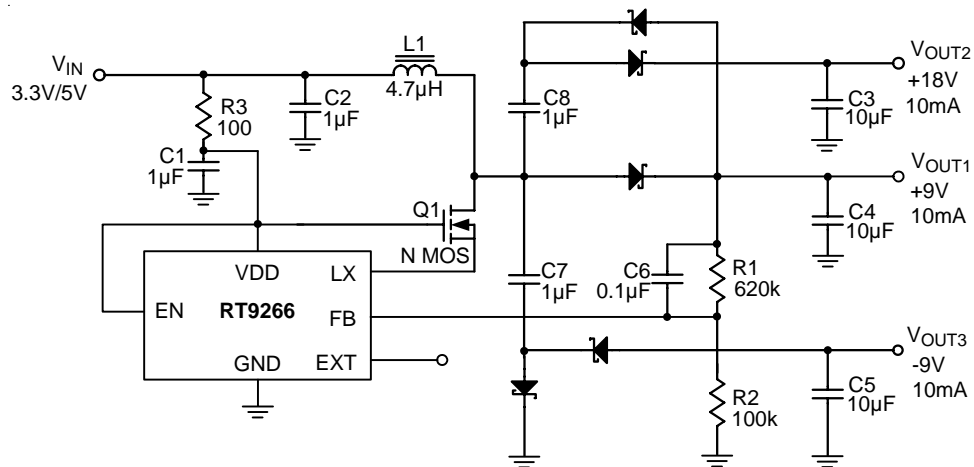 L1
4.7µH
VIN
3.3V/5V
R3
100
C2
1µF
C1
1µF
C8
1µF
VOUT2
+18V
10mA
C3
10µF
VOUT1
+9V
10mA
C4
10µF
Q1
N MOS
VDD
LX
EN
RT9266
FB
GND
EXT
C7
1µF
C6
0.1µF
R1
620k
R2
100k
VOUT3
-9V
10mA
C5
10µF